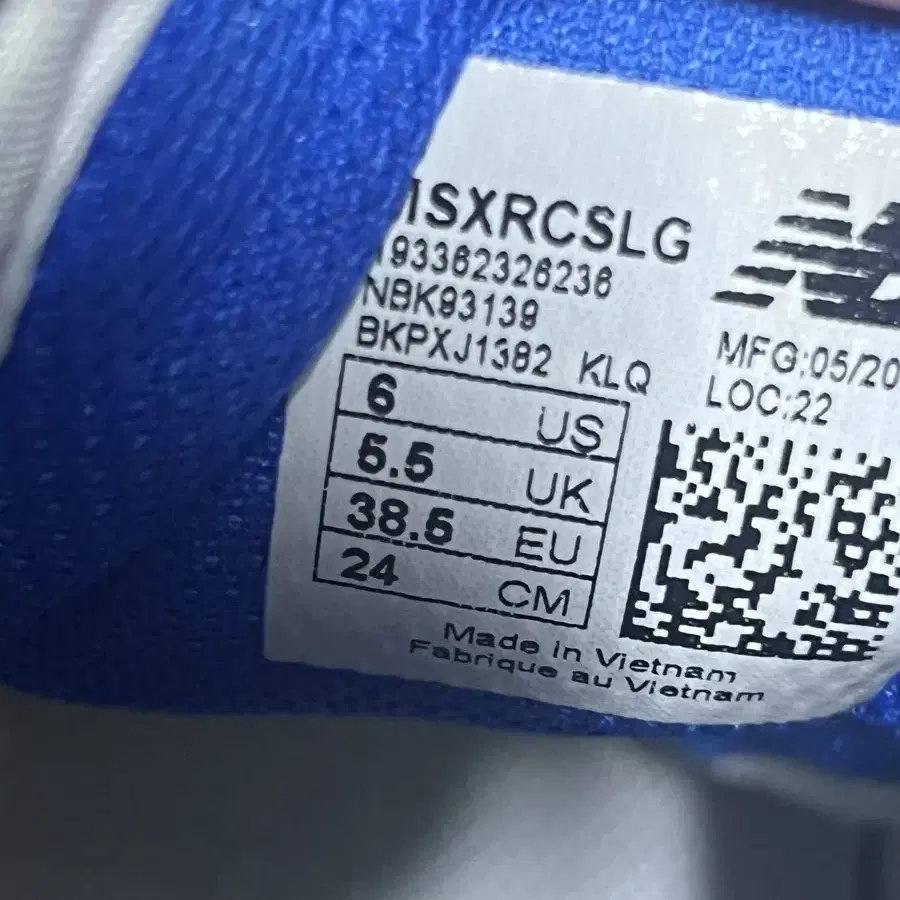 MSXRCSLG
193362326236
NBK93139
BKPXJ1382 KLQ
6 US
5.5 UK
38.5 EU
24 CM
MFG:05/20
LOC:22
Made in Vietnam
Fabrique au Vietnam